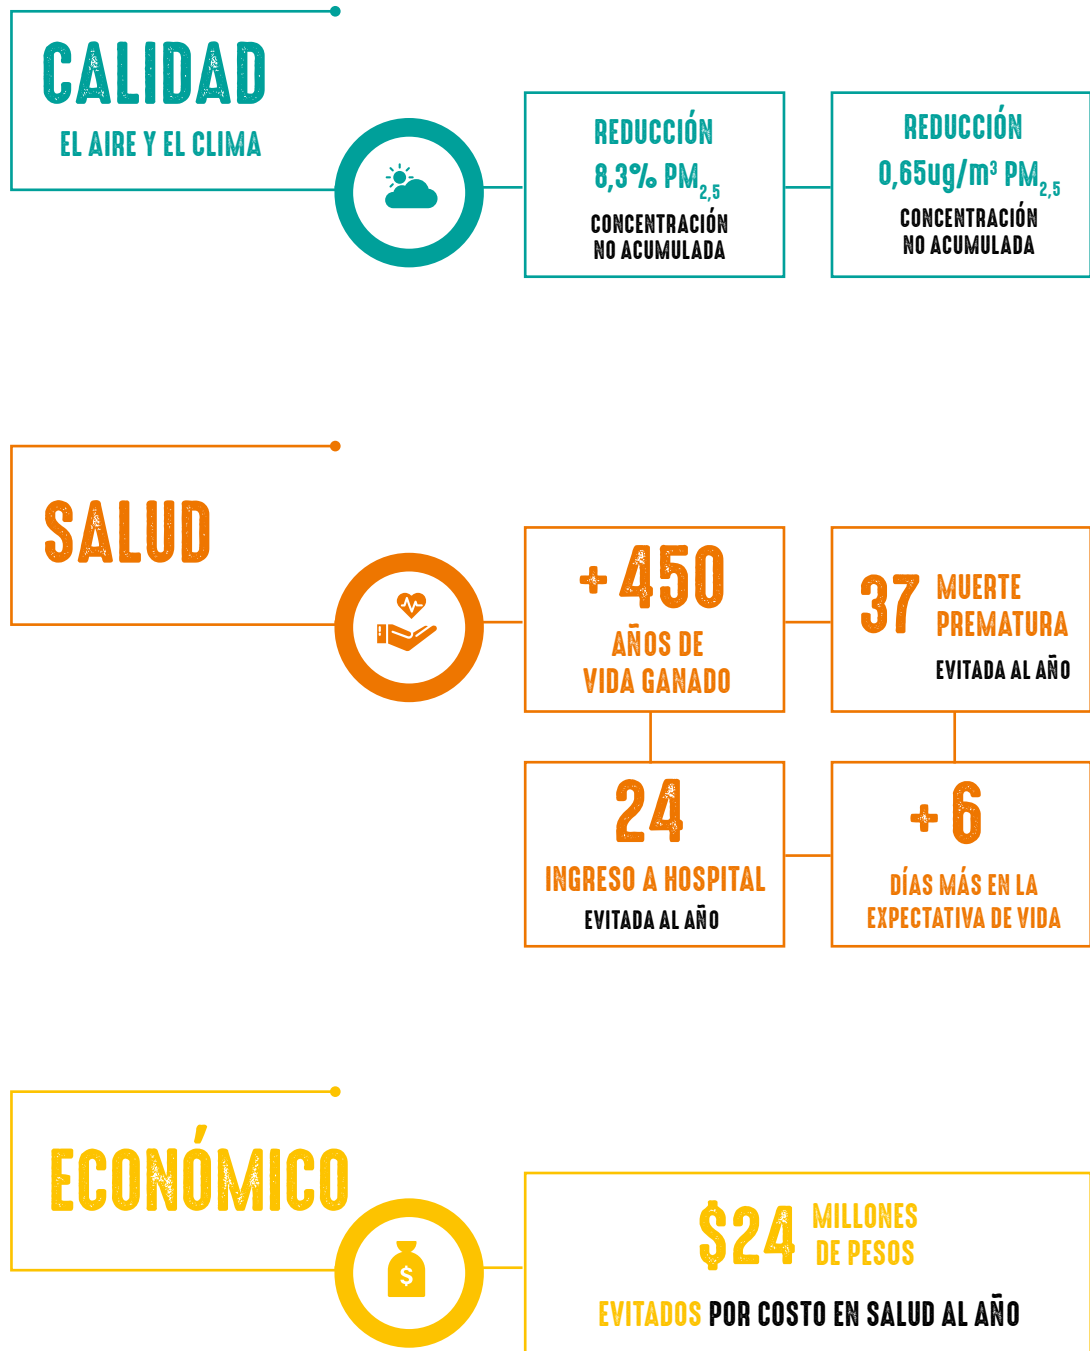 CALIDAD
EL AIRE Y EL CLIMA
REDUCCIÓN
8,3% PM2,5
CONCENTRACIÓN
NO ACUMULADA
REDUCCIÓN
0,65ug/m³ PM2,5
CONCENTRACIÓN
NO ACUMULADA
SALUD
+450
AÑOS DE
VIDA GANADO
37 MUERTE
PREMATURA
EVITADA AL AÑO
24
INGRESO A HOSPITAL
EVITADA AL AÑO
+6
DÍAS MÁS EN LA
EXPECTATIVA DE VIDA
ECONÓMICO
$
$24 MILLONES
DE PESOS
EVITADOS POR COSTO EN SALUD AL AÑO